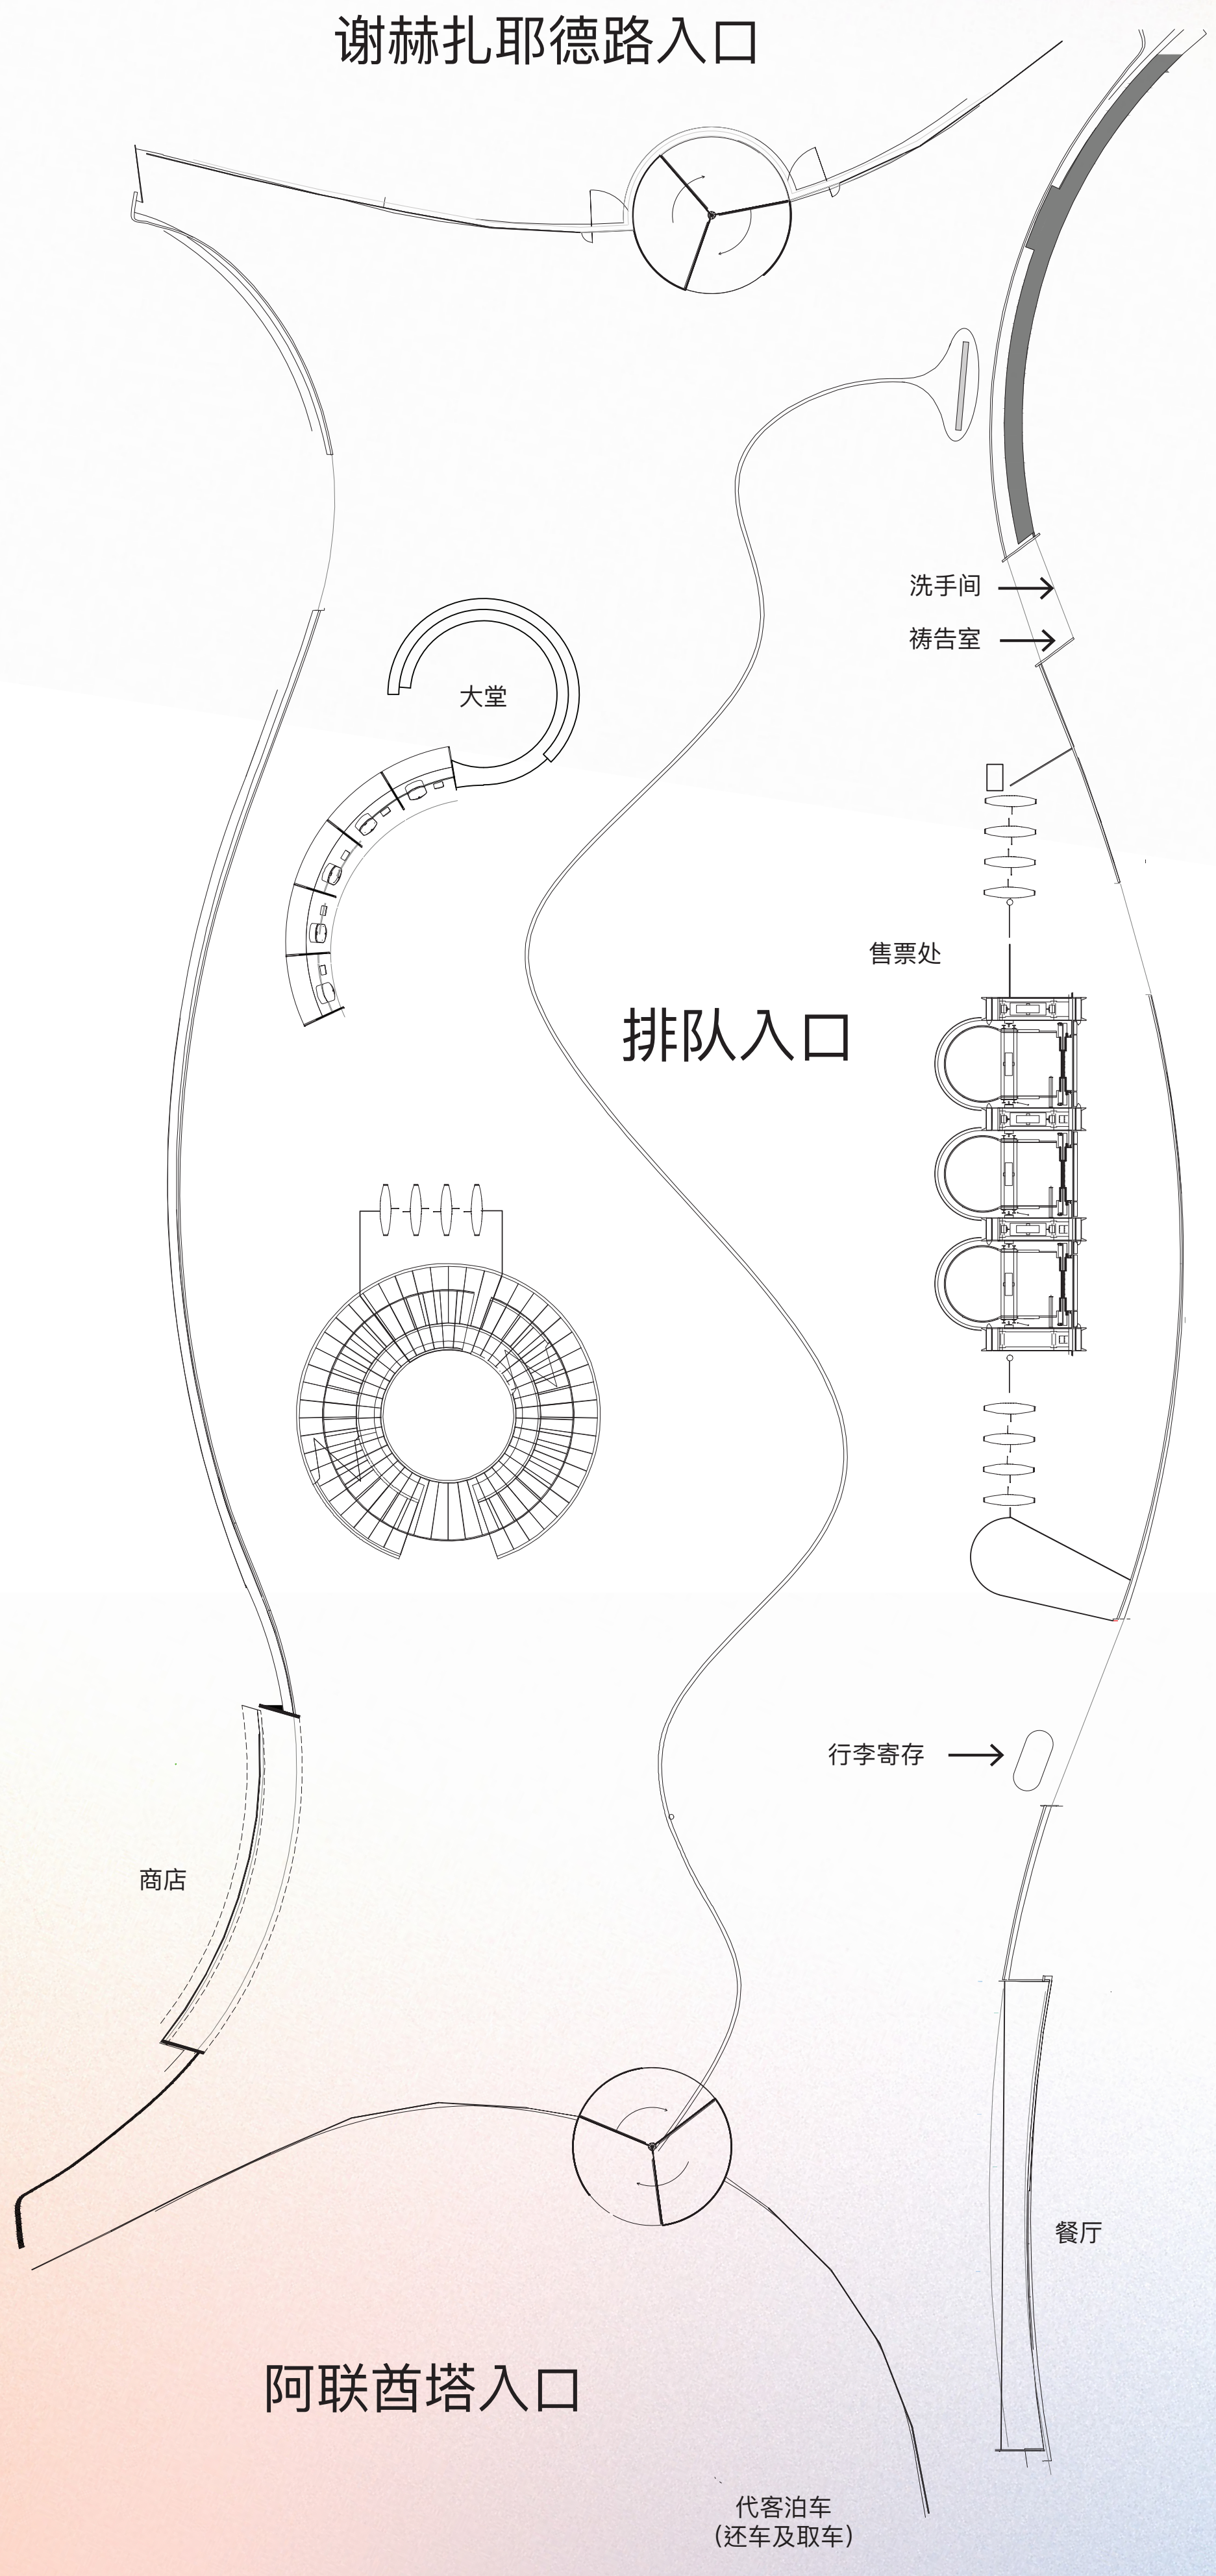 谢赫扎耶德路入口
洗手间
祷告室
大堂
售票处
排队入口
行李寄存
商店
餐厅
阿联酋塔入口
代客泊车
(还车及取车)